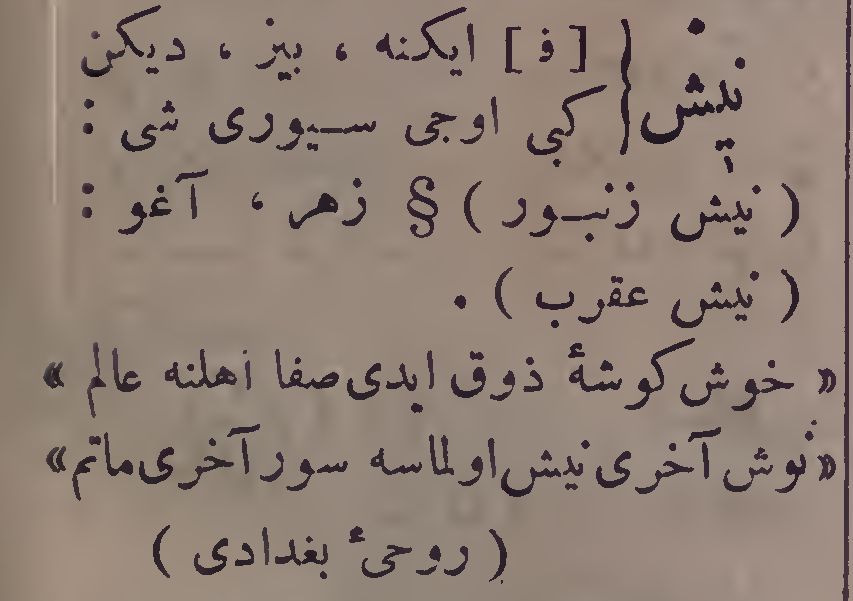 نیش { [ ف ] ایکنه ، بیز ، دیکن
کبی اوجی سیوری شی :
( نیش زنبور ) § زهر ، آغو :
( نیش عقرب ) .
« خوش کوشهٔ ذوق ایدی صفا اهلنه عالم »
« نوش آخری نیش اولماسه سور آخری ماتم »
( روحیٔ بغدادی )